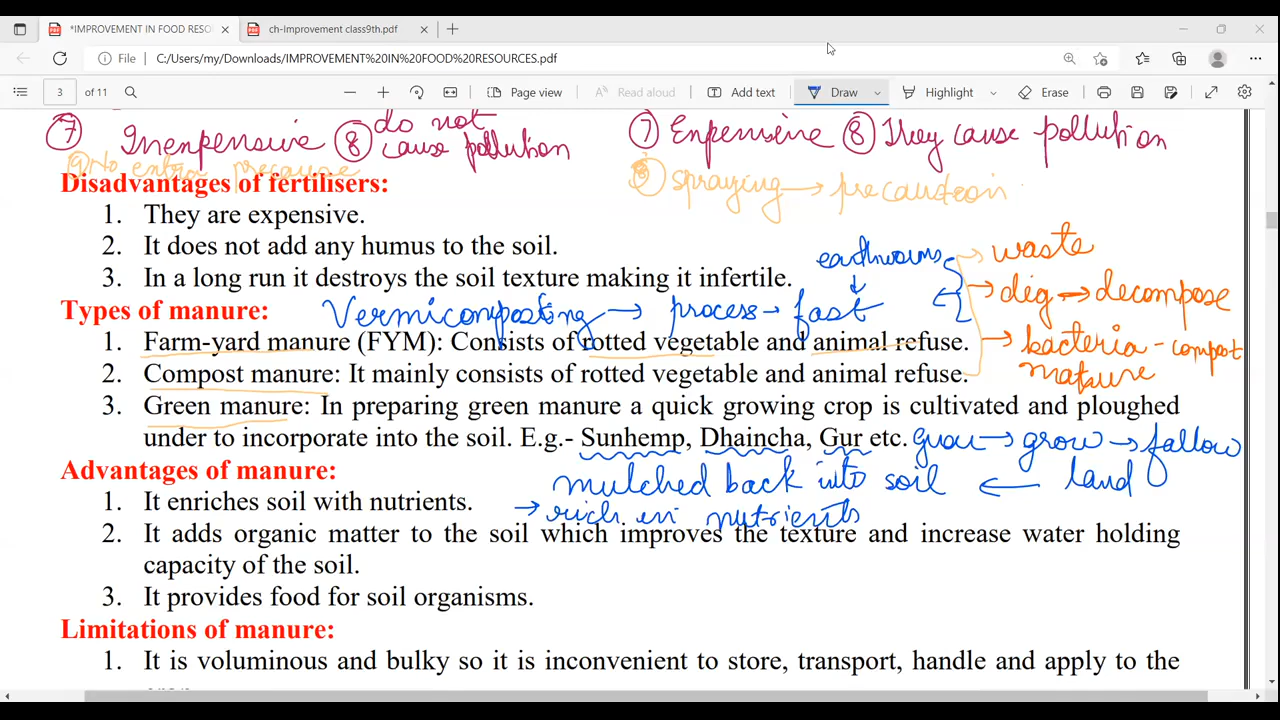 *IMPROVEMENT IN FOOD RESO
ch-improvement class9th.pdf
File C:/Users/my/Downloads/IMPROVEMENT%20IN%20FOOD%20RESOURCES.pdf
3 of 11
Page view
Read aloud
Add text
Draw
Highlight
Erase
7 Inenpensive 8 do not cause pollution
7 Enpensive 8 They cause pollution
9 No entra
9 spraying → precaution
Disadvantages of fertilisers:
1. They are expensive.
2. It does not add any humus to the soil.
3. In a long run it destroys the soil texture making it infertile.
earthworms
→ waste
→ dig → decompose
→ bacteria - compost
manure
Types of manure:
Vermicomposting → process → fast
1. Farm-yard manure (FYM): Consists of rotted vegetable and animal refuse.
2. Compost manure: It mainly consists of rotted vegetable and animal refuse.
3. Green manure: In preparing green manure a quick growing crop is cultivated and ploughed
under to incorporate into the soil. E.g.- Sunhemp, Dhaincha, Gur etc.
→ grow → fallow
land
mulched back into soil ←
→ rich in nutrients
Advantages of manure:
1. It enriches soil with nutrients.
2. It adds organic matter to the soil which improves the texture and increase water holding
capacity of the soil.
3. It provides food for soil organisms.
Limitations of manure:
1. It is voluminous and bulky so it is inconvenient to store, transport, handle and apply to the